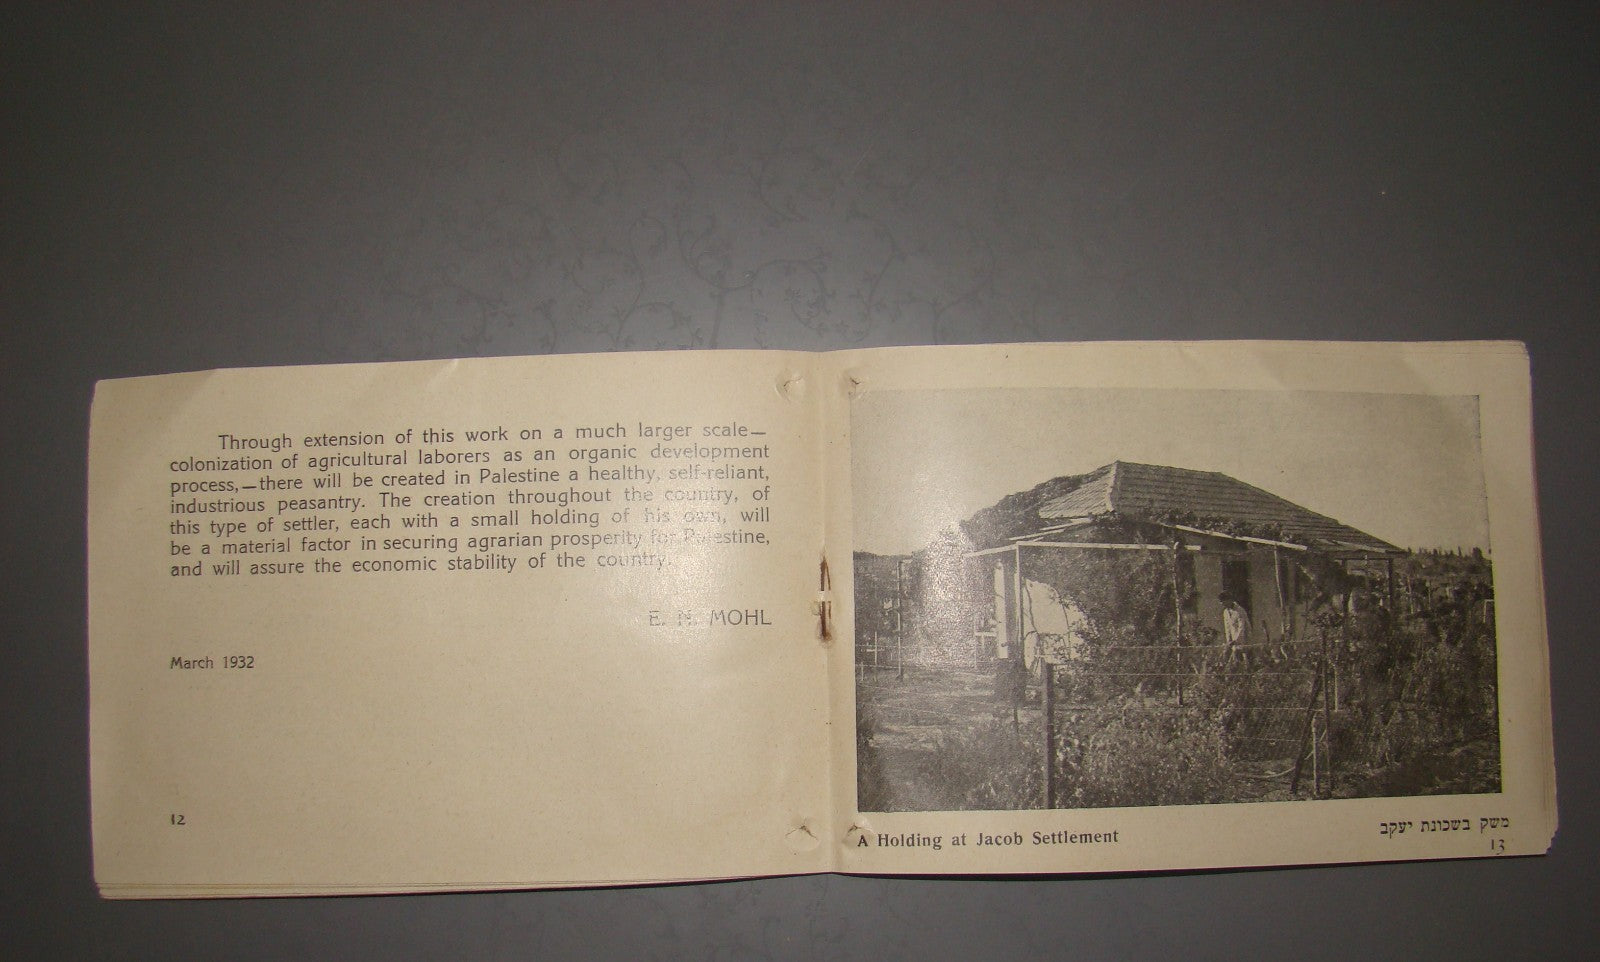 Through extension of this work on a much larger scale—
colonization of agricultural laborers as an organic development
process,—there will be created in Palestine a healthy, self-reliant,
industrious peasantry. The creation throughout the country, of
this type of settler, each with a small holding of his own, will
be a material factor in securing agrarian prosperity for Palestine,
and will assure the economic stability of the country.
E. N. MOHL
March 1932
12
A Holding at Jacob Settlement
משק בשכונת יעקב
13